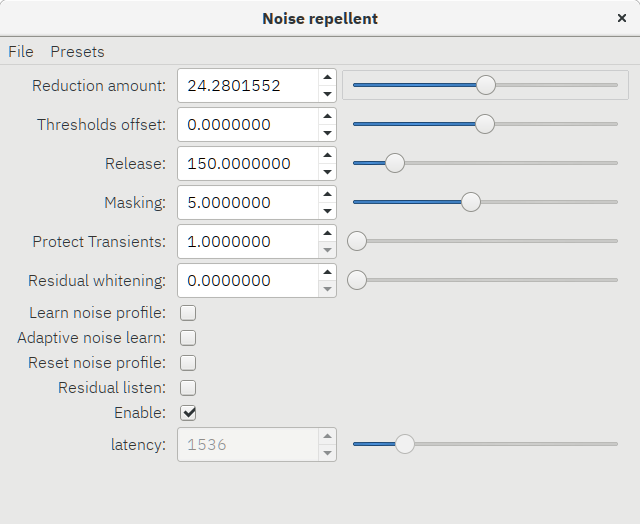 Noise repellent
File Presets
Reduction amount: 24.2801552
Thresholds offset: 0.0000000
Release: 150.0000000
Masking: 5.0000000
Protect Transients: 1.0000000
Residual whitening: 0.0000000
Learn noise profile:
Adaptive noise learn:
Reset noise profile:
Residual listen:
Enable:
latency: 1536